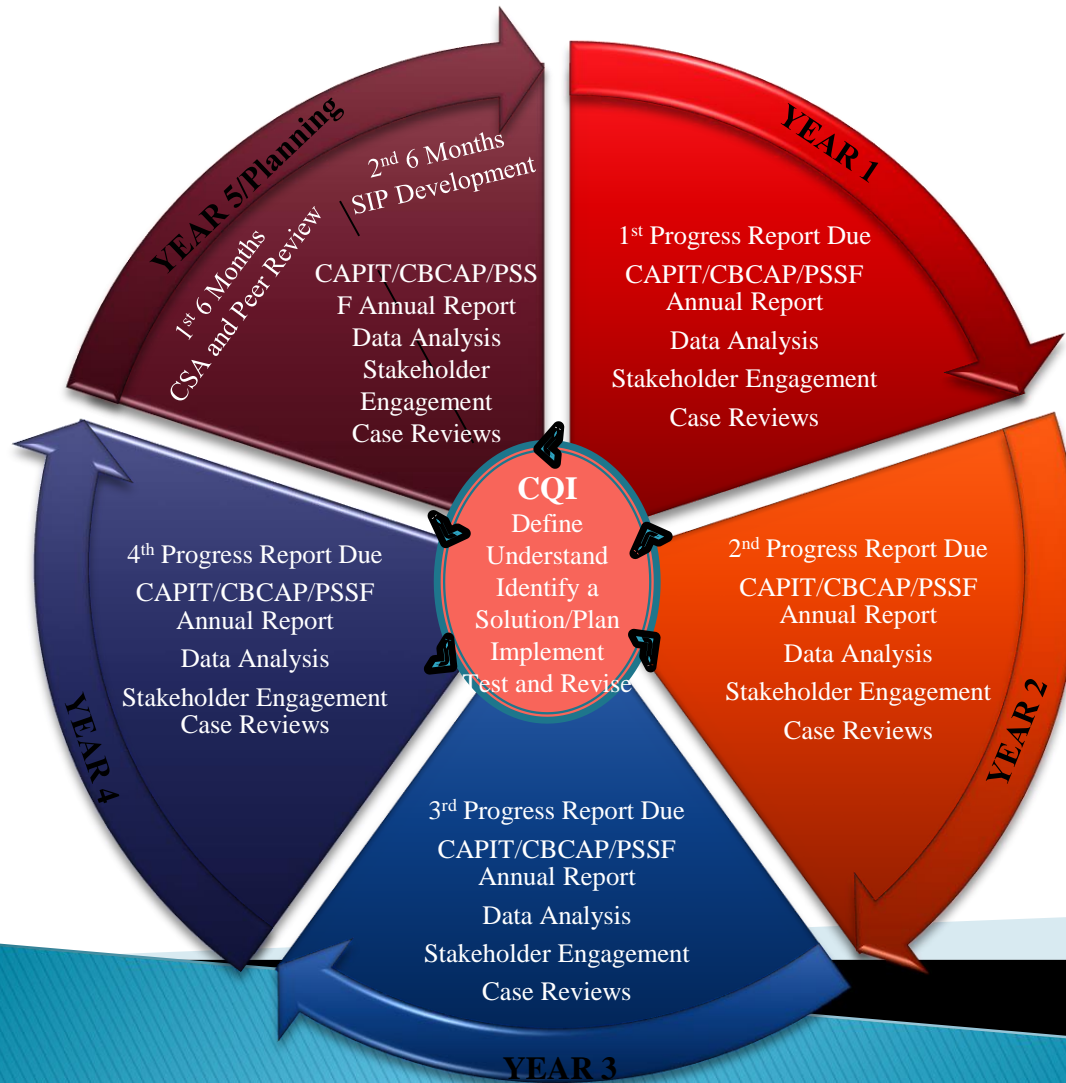 YEAR 1
1st Progress Report Due
CAPIT/CBCAP/PSSF
Annual Report
Data Analysis
Stakeholder Engagement
Case Reviews
YEAR 2
2nd Progress Report Due
CAPIT/CBCAP/PSSF
Annual Report
Data Analysis
Stakeholder Engagement
Case Reviews
YEAR 3
3rd Progress Report Due
CAPIT/CBCAP/PSSF
Annual Report
Data Analysis
Stakeholder Engagement
Case Reviews
YEAR 4
4th Progress Report Due
CAPIT/CBCAP/PSSF
Annual Report
Data Analysis
Stakeholder Engagement
Case Reviews
YEAR 5/Planning
1st 6 Months
CSA and Peer Review
2nd 6 Months
SIP Development
CAPIT/CBCAP/PSS
F Annual Report
Data Analysis
Stakeholder
Engagement
Case Reviews
CQI
Define
Understand
Identify a
Solution/Plan
Implement
Test and Revise